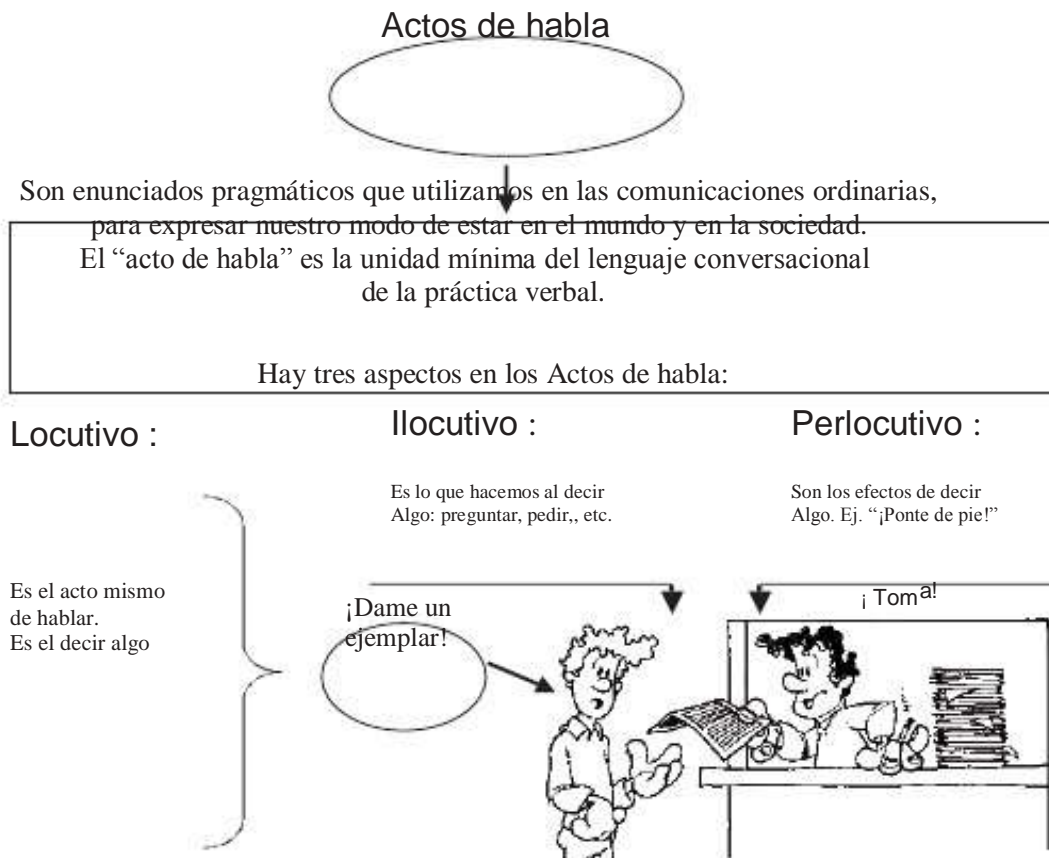 Actos de habla
Son enunciados pragmáticos que utilizamos en las comunicaciones ordinarias,
para expresar nuestro modo de estar en el mundo y en la sociedad.
El “acto de habla” es la unidad mínima del lenguaje conversacional
de la práctica verbal.
Hay tres aspectos en los Actos de habla:
Locutivo :
Es el acto mismo
de hablar.
Es el decir algo
Ilocutivo :
Es lo que hacemos al decir
Algo: preguntar, pedir,, etc.
¡Dame un
ejemplar!
Perlocutivo :
Son los efectos de decir
Algo. Ej. “¡Ponte de pie!”
¡ Toma!